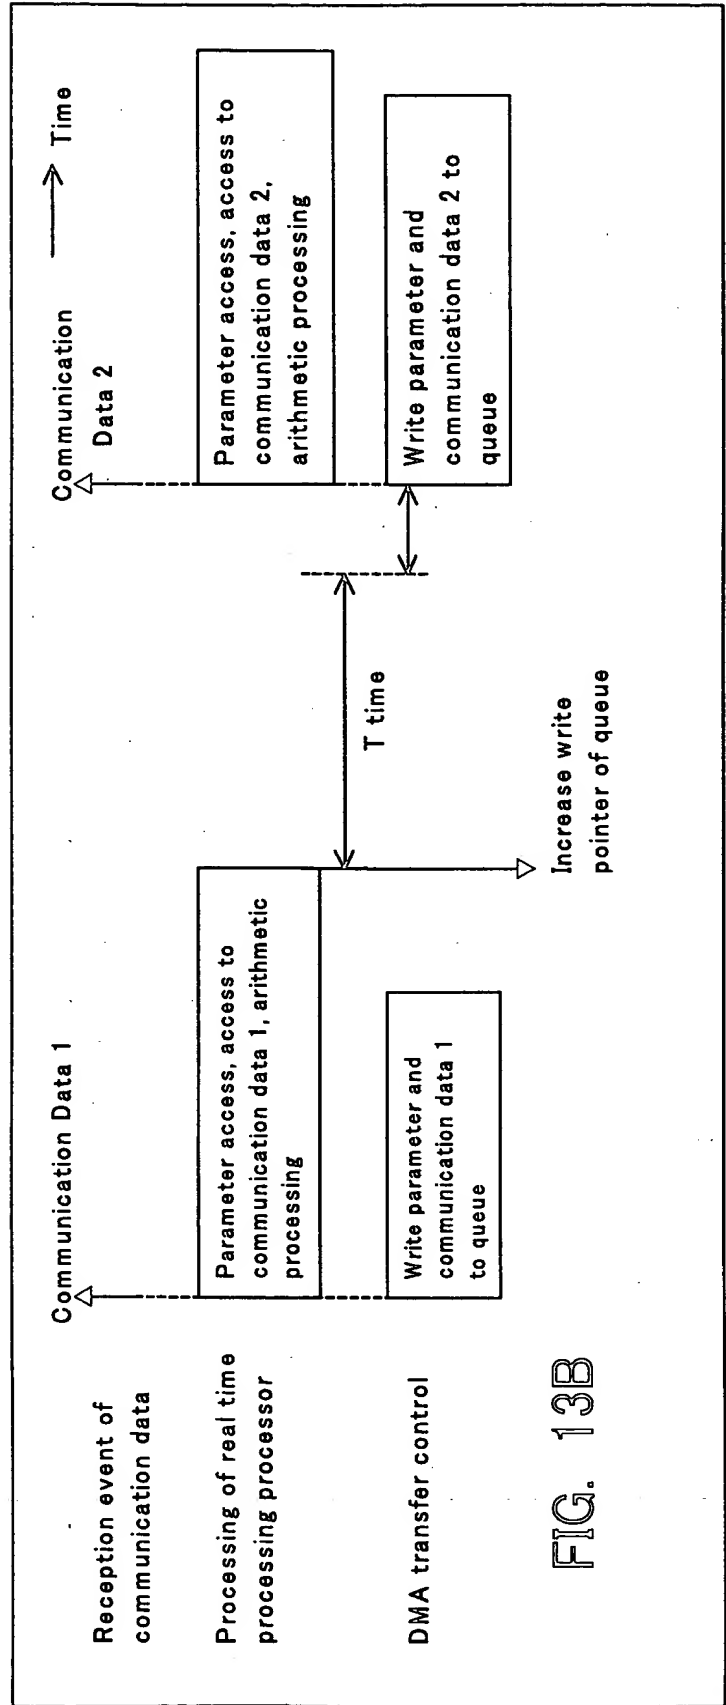 Communication Data 1
Communication
Data 2
Time
Reception event of
communication data
Processing of real time
processing processor
Parameter access, access to
communication data 1, arithmetic
processing
Parameter access, access to
communication data 2,
arithmetic processing
T time
DMA transfer control
Write parameter and
communication data 1
to queue
Write parameter and
communication data 2 to
queue
Increase write
pointer of queue
FIG. 13B